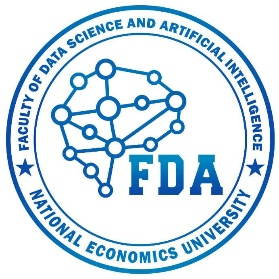 FACULTY OF DATA SCIENCE AND ARTIFICIAL INTELLIGENCE
FDA
NATIONAL ECONOMICS UNIVERSITY